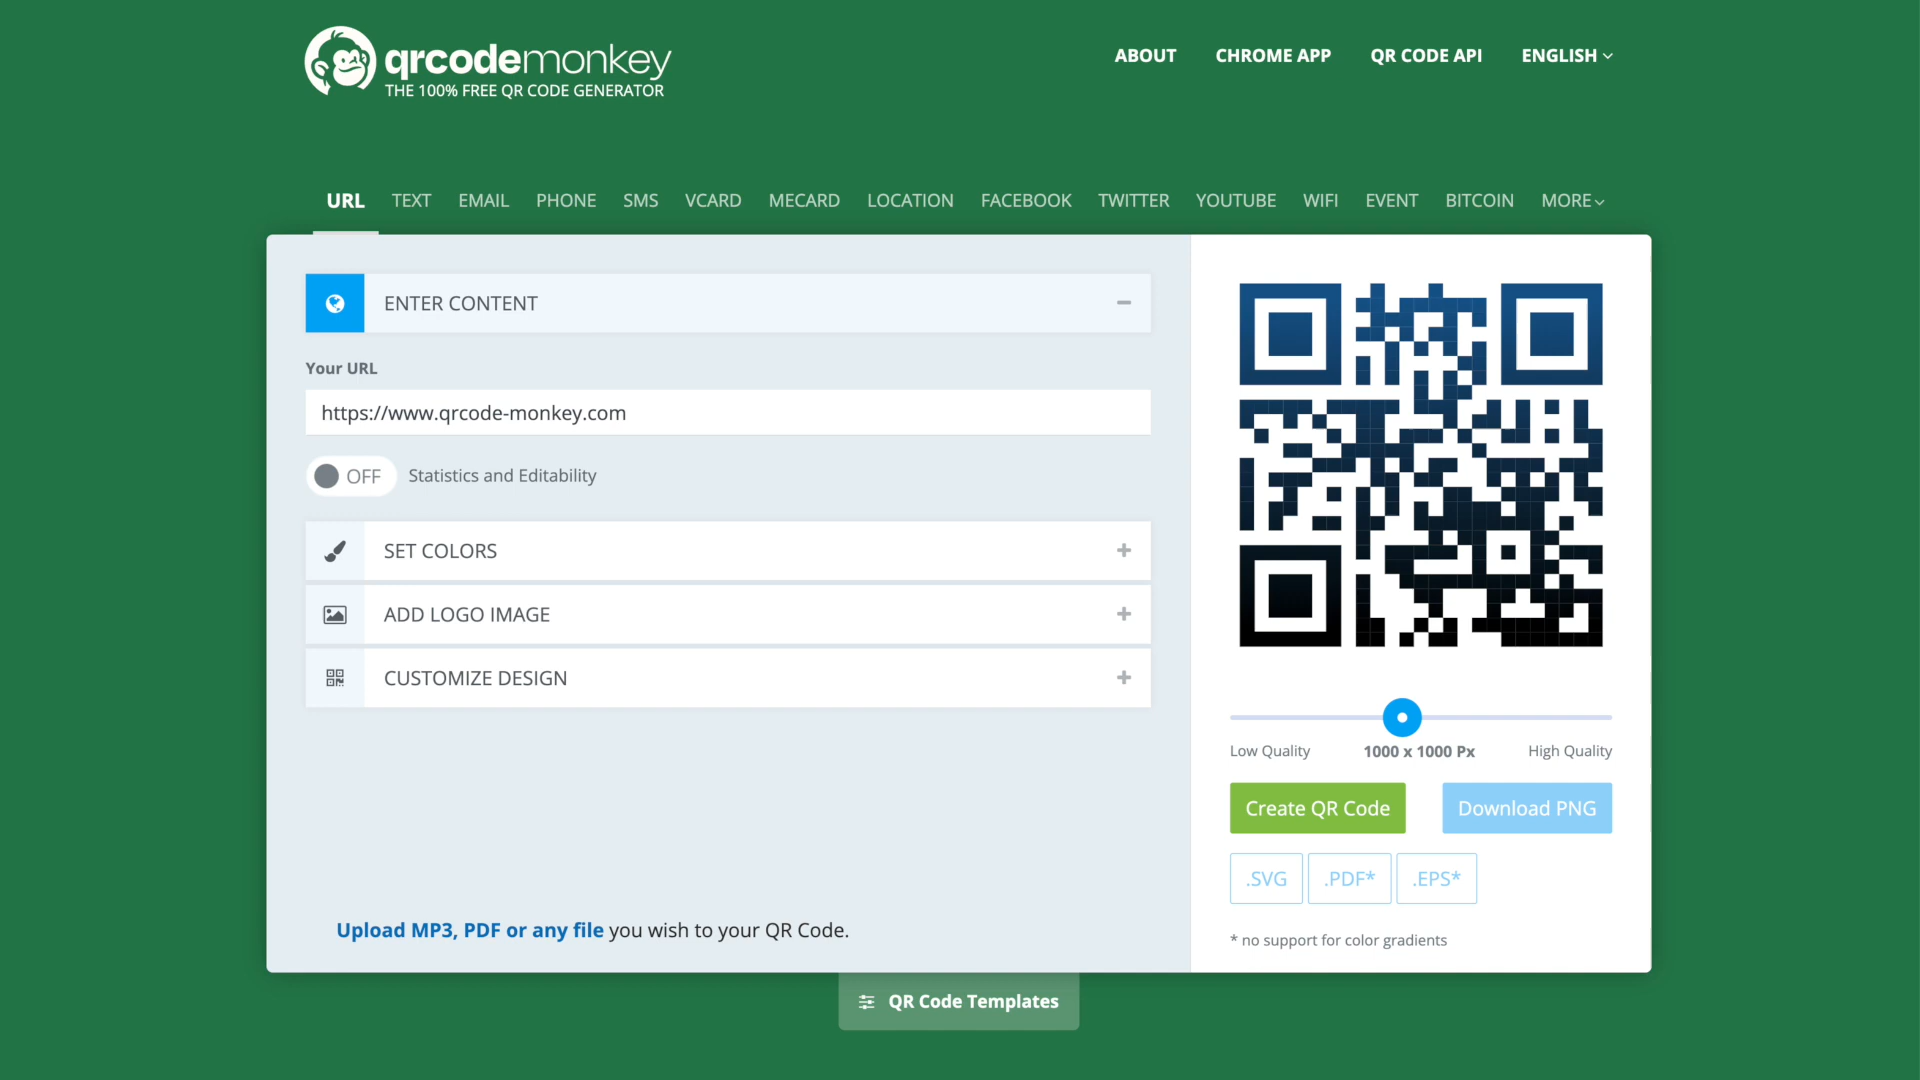 qrcodemonkey
THE 100% FREE QR CODE GENERATOR
ABOUT CHROME APP QR CODE API ENGLISH
URL TEXT EMAIL PHONE SMS VCARD MECARD LOCATION FACEBOOK TWITTER YOUTUBE WIFI EVENT BITCOIN MORE
ENTER CONTENT
Your URL
https://www.qrcode-monkey.com
OFF Statistics and Editability
SET COLORS
ADD LOGO IMAGE
CUSTOMIZE DESIGN
Upload MP3, PDF or any file you wish to your QR Code.
Low Quality 1000 x 1000 Px High Quality
Create QR Code Download PNG
.SVG .PDF* .EPS*
* no support for color gradients
QR Code Templates